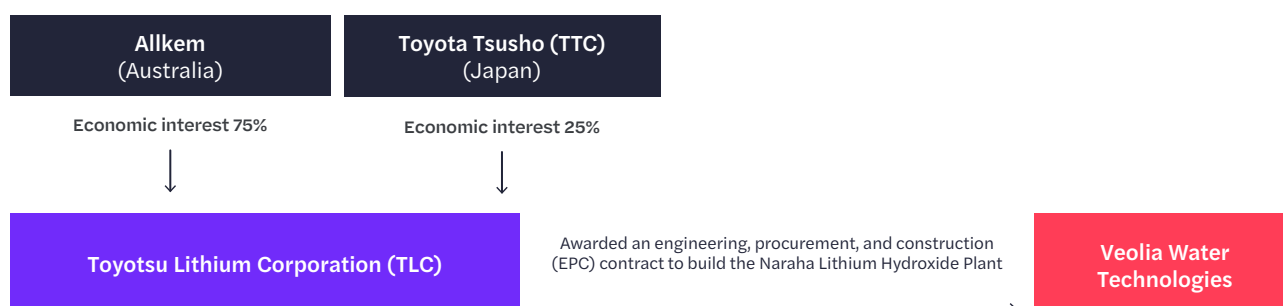 Allkem
(Australia)
Toyota Tsusho (TTC)
(Japan)
Economic interest 75%
Economic interest 25%
Toyotsu Lithium Corporation (TLC)
Awarded an engineering, procurement, and construction
(EPC) contract to build the Naraha Lithium Hydroxide Plant
Veolia Water
Technologies